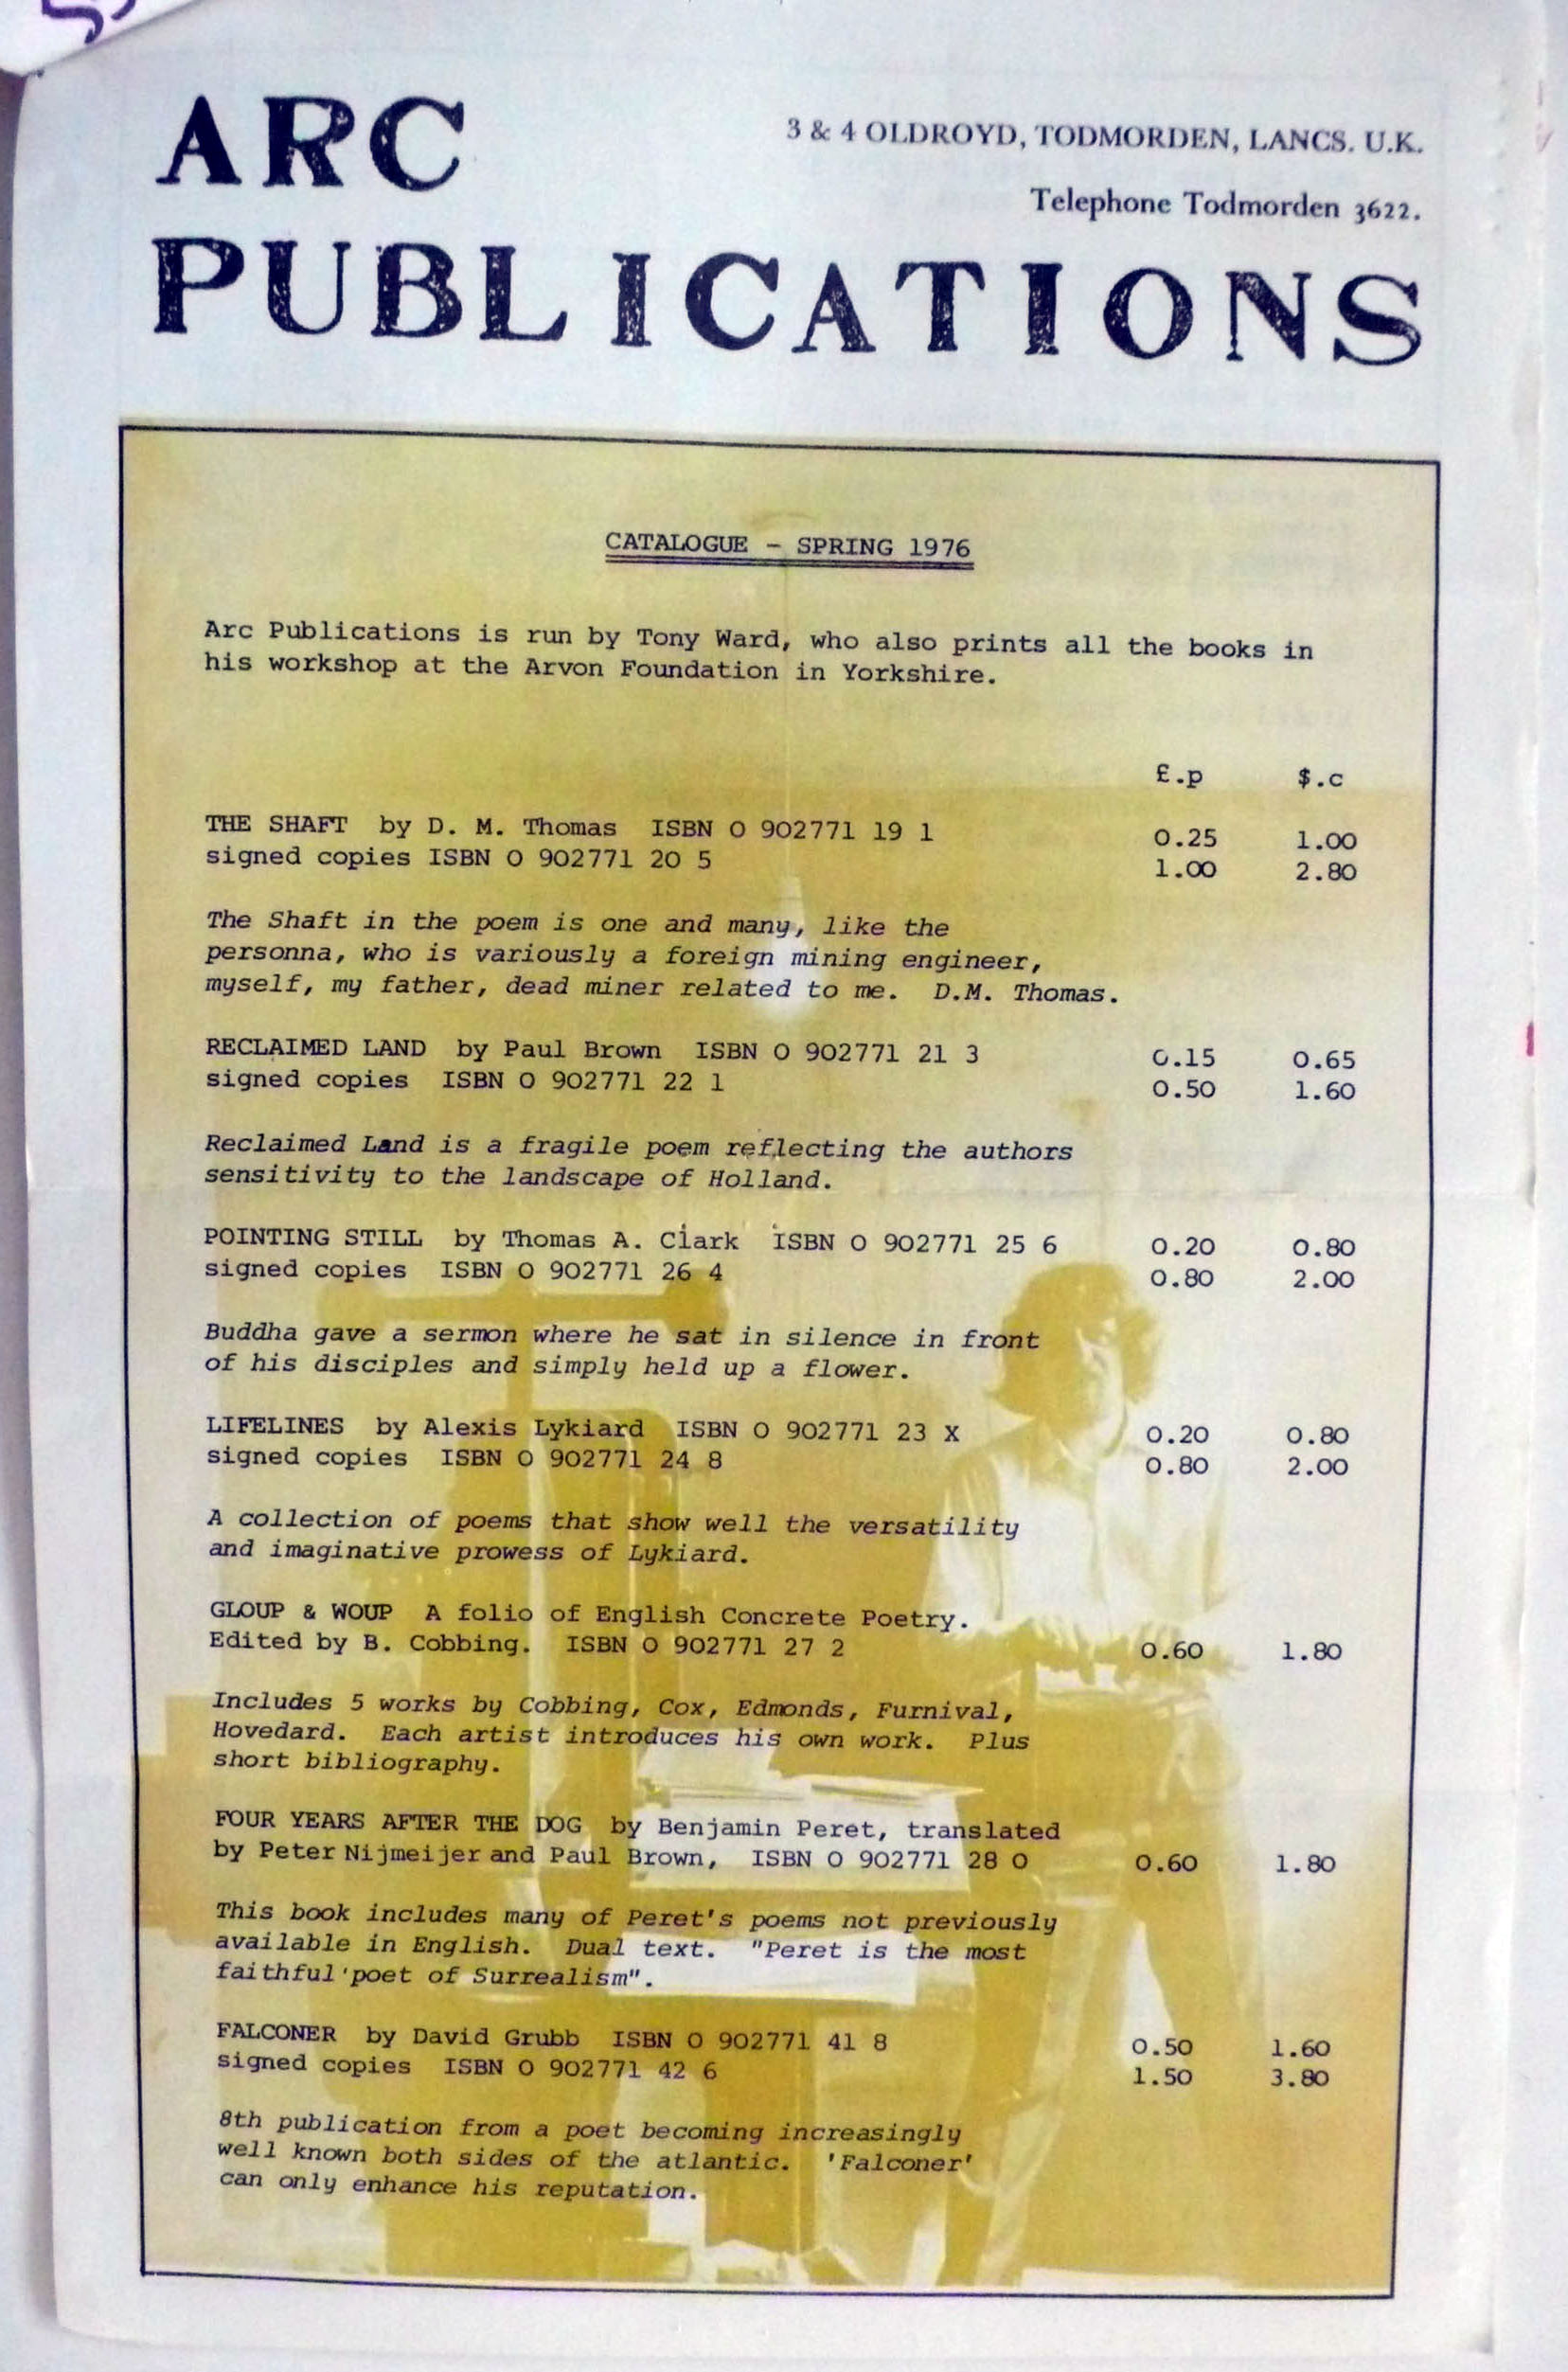 ARC
3 & 4 OLDROYD, TODMORDEN, LANCS. U.K.
Telephone Todmorden 3622.
PUBLICATIONS
CATALOGUE - SPRING 1976
Arc Publications is run by Tony Ward, who also prints all the books in
his workshop at the Arvon Foundation in Yorkshire.
£.p $.c
THE SHAFT by D. M. Thomas ISBN 0 902771 19 1 0.25 1.00
signed copies ISBN 0 902771 20 5 1.00 2.80
The Shaft in the poem is one and many, like the
personna, who is variously a foreign mining engineer,
myself, my father, dead miner related to me. D.M. Thomas.
RECLAIMED LAND by Paul Brown ISBN 0 902771 21 3 0.15 0.65
signed copies ISBN 0 902771 22 1 0.50 1.60
Reclaimed Land is a fragile poem reflecting the authors
sensitivity to the landscape of Holland.
POINTING STILL by Thomas A. Clark ISBN 0 902771 25 6 0.20 0.80
signed copies ISBN 0 902771 26 4 0.80 2.00
Buddha gave a sermon where he sat in silence in front
of his disciples and simply held up a flower.
LIFELINES by Alexis Lykiard ISBN 0 902771 23 X 0.20 0.80
signed copies ISBN 0 902771 24 8 0.80 2.00
A collection of poems that show well the versatility
and imaginative prowess of Lykiard.
GLOUP & WOUP A folio of English Concrete Poetry.
Edited by B. Cobbing. ISBN 0 902771 27 2 0.60 1.80
Includes 5 works by Cobbing, Cox, Edmonds, Furnival,
Hovedard. Each artist introduces his own work. Plus
short bibliography.
FOUR YEARS AFTER THE DOG by Benjamin Peret, translated
by Peter Nijmeijer and Paul Brown, ISBN 0 902771 28 0 0.60 1.80
This book includes many of Peret's poems not previously
available in English. Dual text. "Peret is the most
faithful poet of Surrealism".
FALCONER by David Grubb ISBN 0 902771 41 8 0.50 1.60
signed copies ISBN 0 902771 42 6 1.50 3.80
8th publication from a poet becoming increasingly
well known both sides of the atlantic. 'Falconer'
can only enhance his reputation.